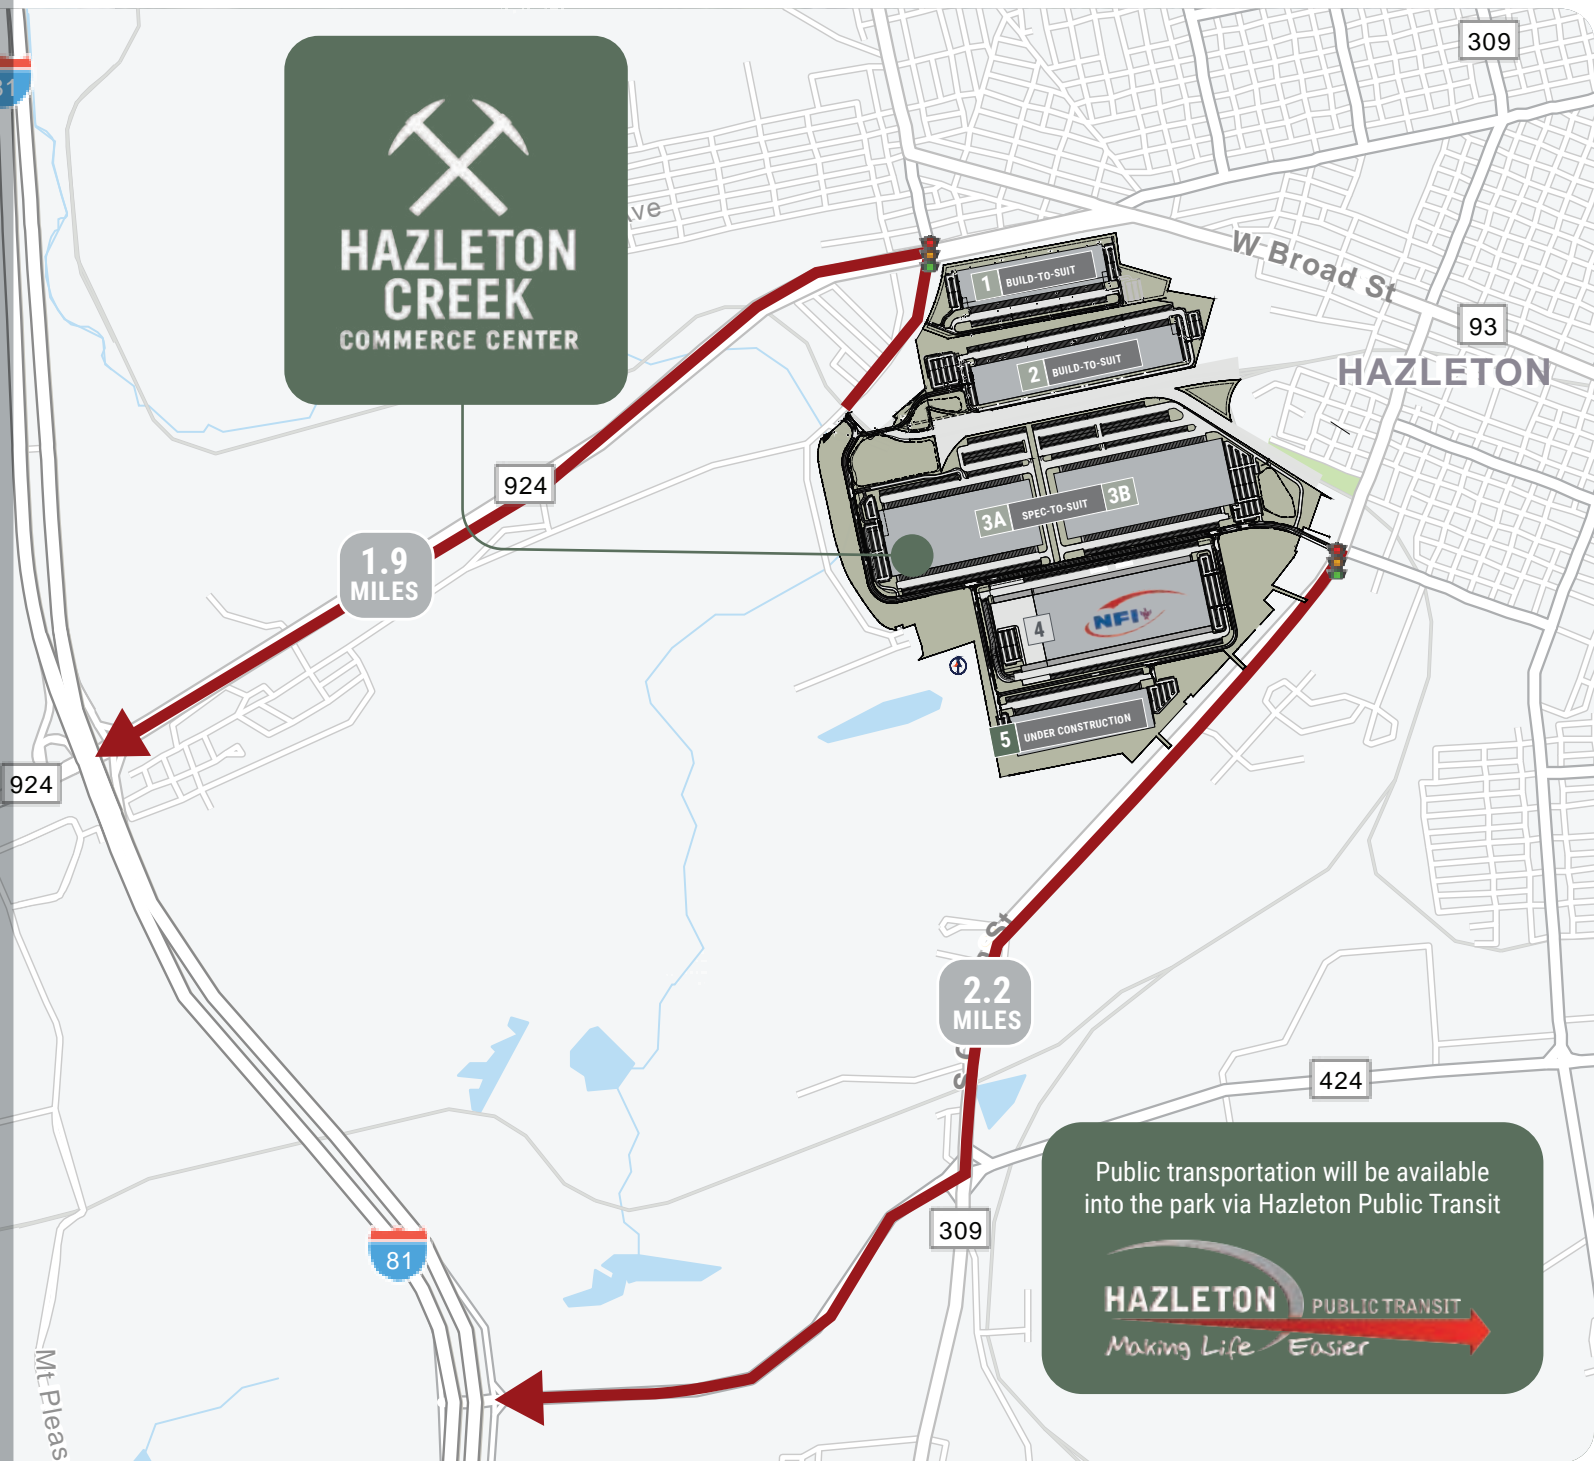 309
81
HAZLETON
CREEK
COMMERCE CENTER
Ave
W Broad St
1 BUILD-TO-SUIT
93
2 BUILD-TO-SUIT
HAZLETON
924
3A SPEC-TO-SUIT 3B
1.9
MILES
4 NFI
5 UNDER CONSTRUCTION
924
St
2.2
MILES
S
424
Public transportation will be available
into the park via Hazleton Public Transit
309
81
HAZLETON PUBLIC TRANSIT
Making Life Easier
Mt Pleas